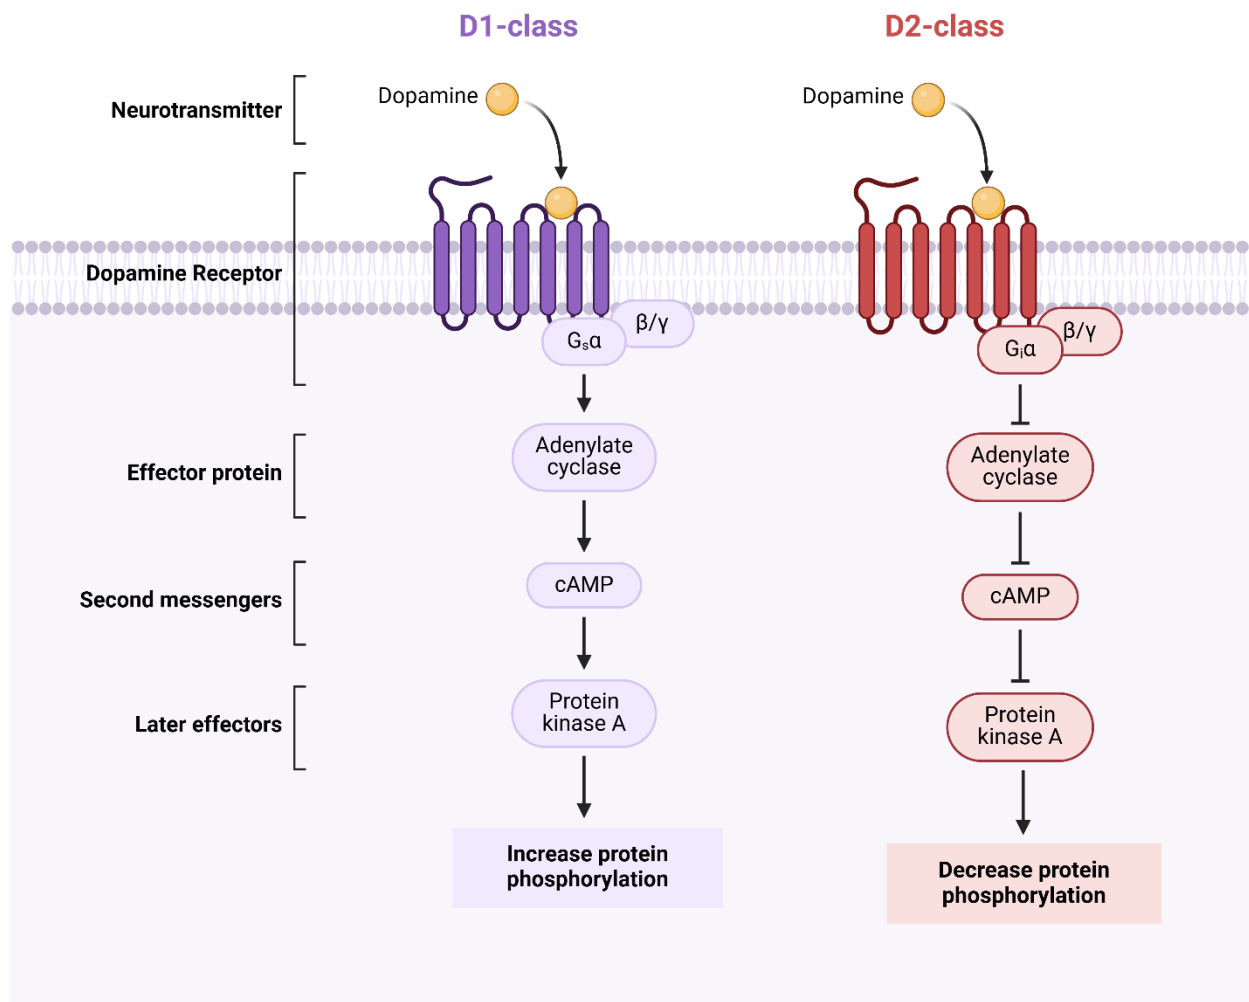 D1-class
D2-class
Neurotransmitter
Dopamine
Dopamine
Dopamine Receptor
Gₛα
β/γ
Gᵢα
β/γ
Effector protein
Adenylate
cyclase
Adenylate
cyclase
Second messengers
cAMP
cAMP
Later effectors
Protein
kinase A
Protein
kinase A
Increase protein
phosphorylation
Decrease protein
phosphorylation